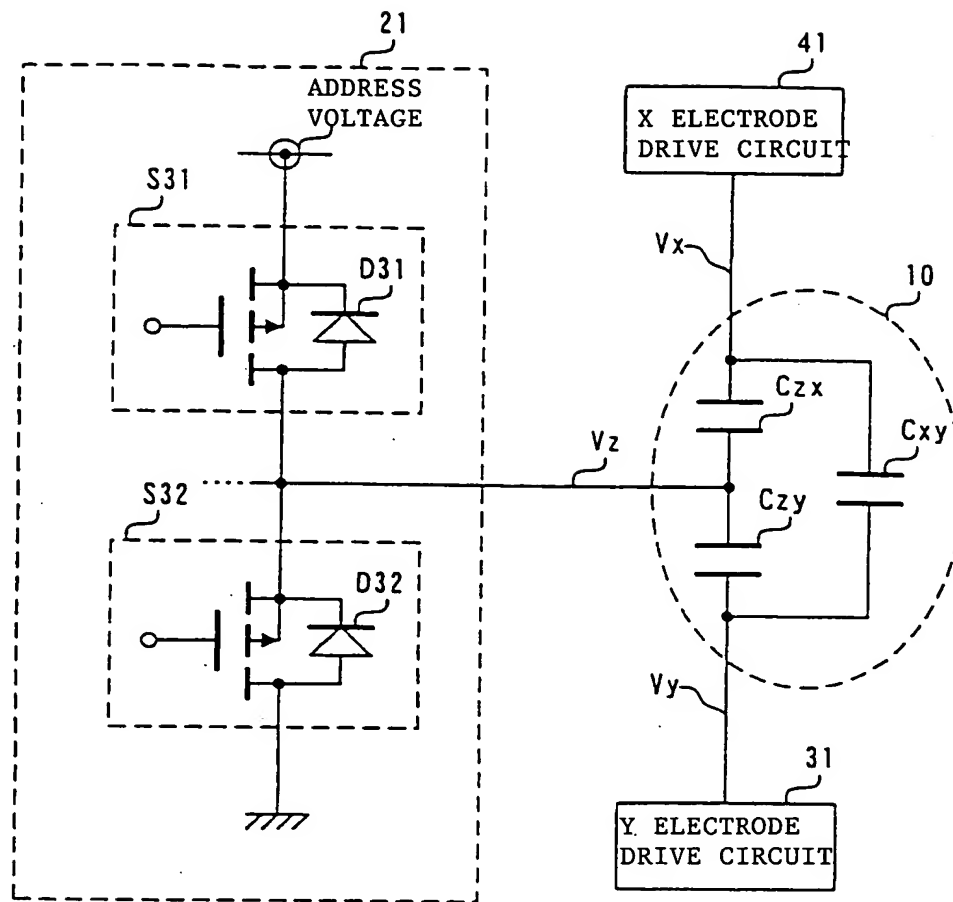 21
ADDRESS
VOLTAGE
S31
D31
S32
D32
Vz
41
X ELECTRODE
DRIVE CIRCUIT
Vx
10
Czx
Cxy
Czy
Vy
31
Y. ELECTRODE
DRIVE CIRCUIT